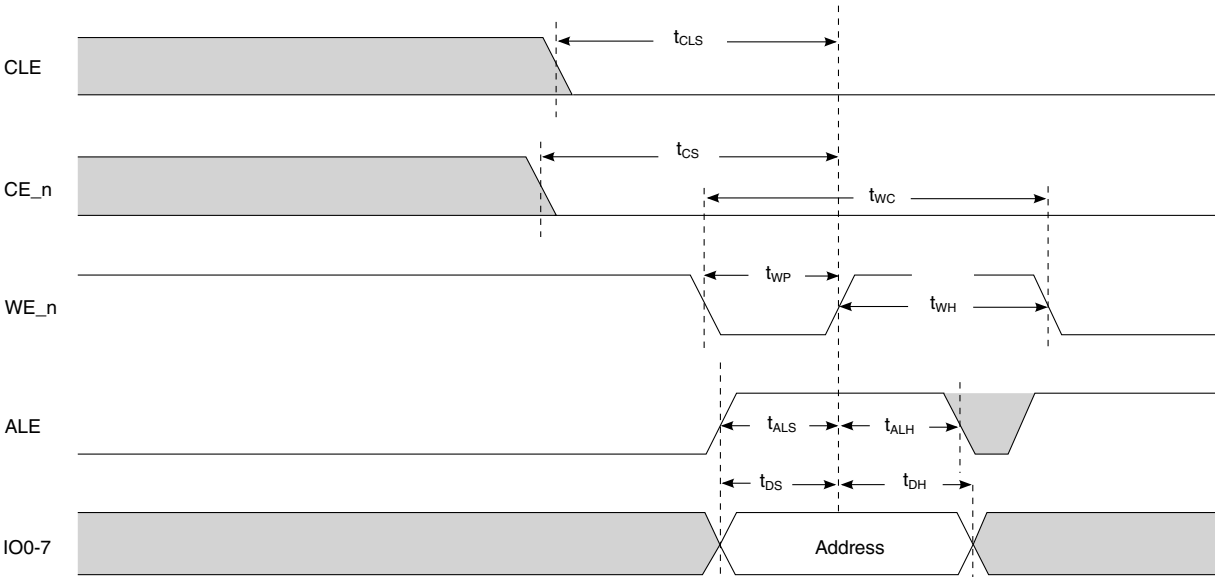 CLE
tCLS
CE_n
tCS
tWC
WE_n
tWP
tWH
ALE
tALS
tALH
tDS
tDH
IO0-7
Address